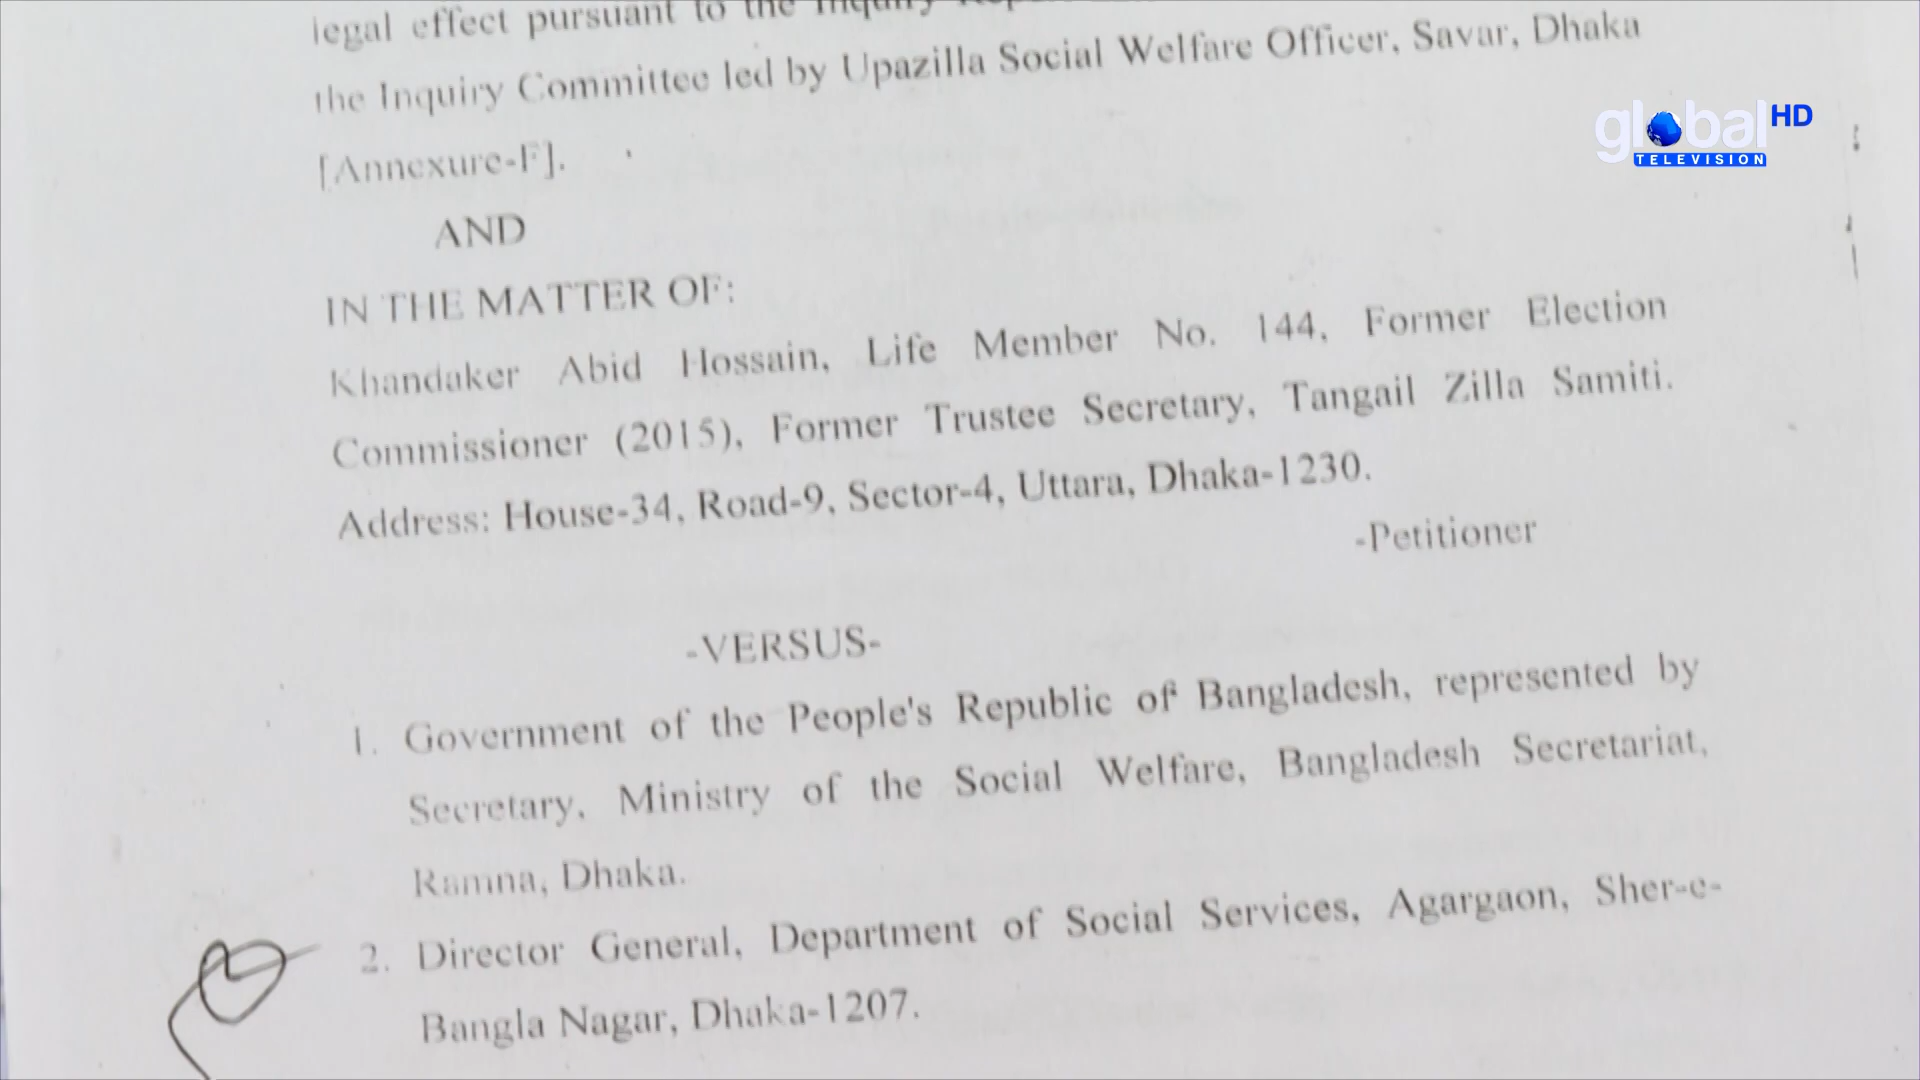 legal effect pursuant to the Inquiry
the Inquiry Committee led by Upazilla Social Welfare Officer, Savar, Dhaka
[Annexure-F].
global HD
TELEVISION
AND
IN THE MATTER OF:
Khandaker Abid Hossain, Life Member No. 144, Former Election
Commissioner (2015), Former Trustee Secretary, Tangail Zilla Samiti.
Address: House-34, Road-9, Sector-4, Uttara, Dhaka-1230.
-Petitioner
-VERSUS-
1. Government of the People's Republic of Bangladesh, represented by
Secretary, Ministry of the Social Welfare, Bangladesh Secretariat,
Ramna, Dhaka.
2. Director General, Department of Social Services, Agargaon, Sher-e-
Bangla Nagar, Dhaka-1207.